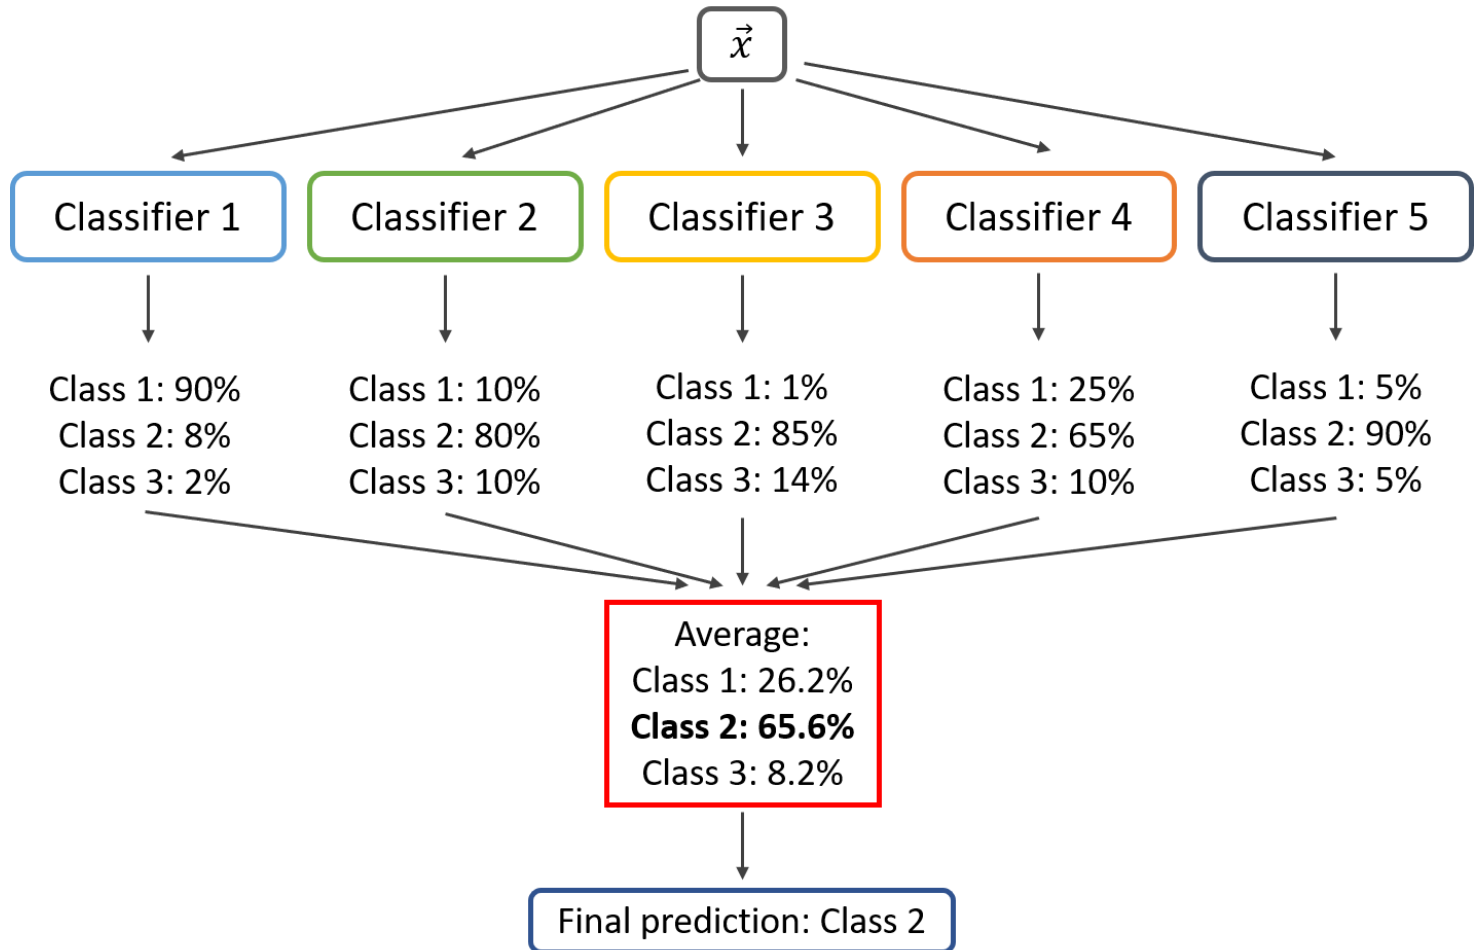 x⃗
Classifier 1
Classifier 2
Classifier 3
Classifier 4
Classifier 5
Class 1: 90%
Class 2: 8%
Class 3: 2%
Class 1: 10%
Class 2: 80%
Class 3: 10%
Class 1: 1%
Class 2: 85%
Class 3: 14%
Class 1: 25%
Class 2: 65%
Class 3: 10%
Class 1: 5%
Class 2: 90%
Class 3: 5%
Average:
Class 1: 26.2%
Class 2: 65.6%
Class 3: 8.2%
Final prediction: Class 2